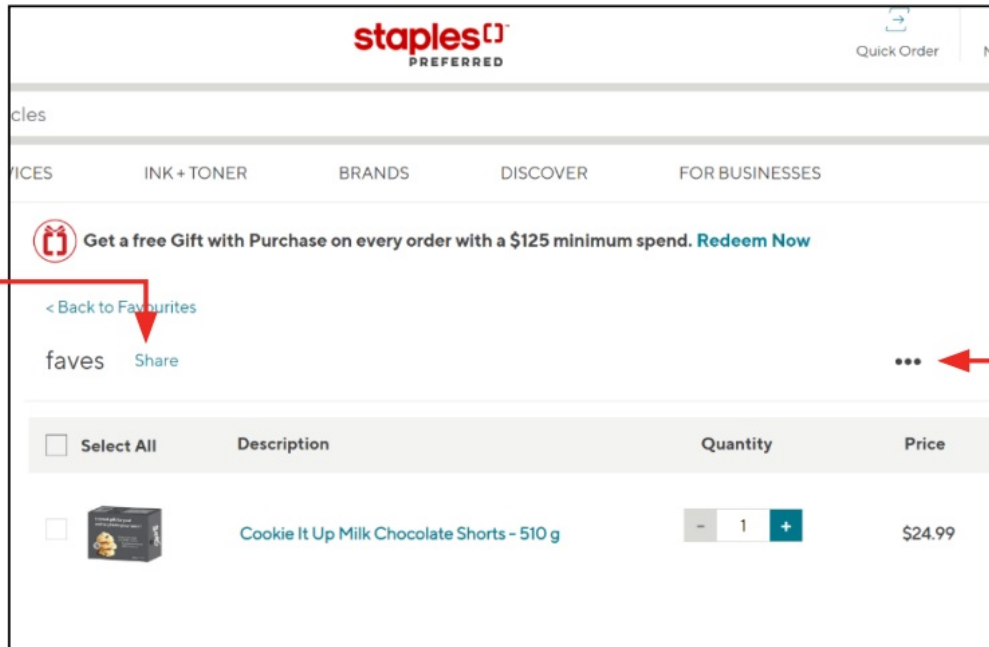 staples
PREFERRED
Quick Order
cles
VICES INK + TONER BRANDS DISCOVER FOR BUSINESSES
Get a free Gift with Purchase on every order with a $125 minimum spend. Redeem Now
< Back to Favourites
faves Share
•••
Select All Description Quantity Price
Cookie It Up Milk Chocolate Shorts - 510 g - 1 + $24.99